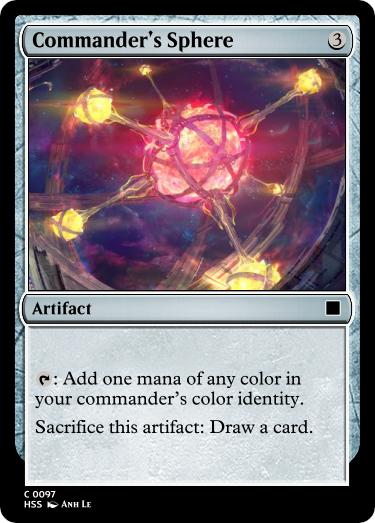 Commander's Sphere 3
Artifact
: Add one mana of any color in
your commander's color identity.
Sacrifice this artifact: Draw a card.
C 0097
HSS Anh Le